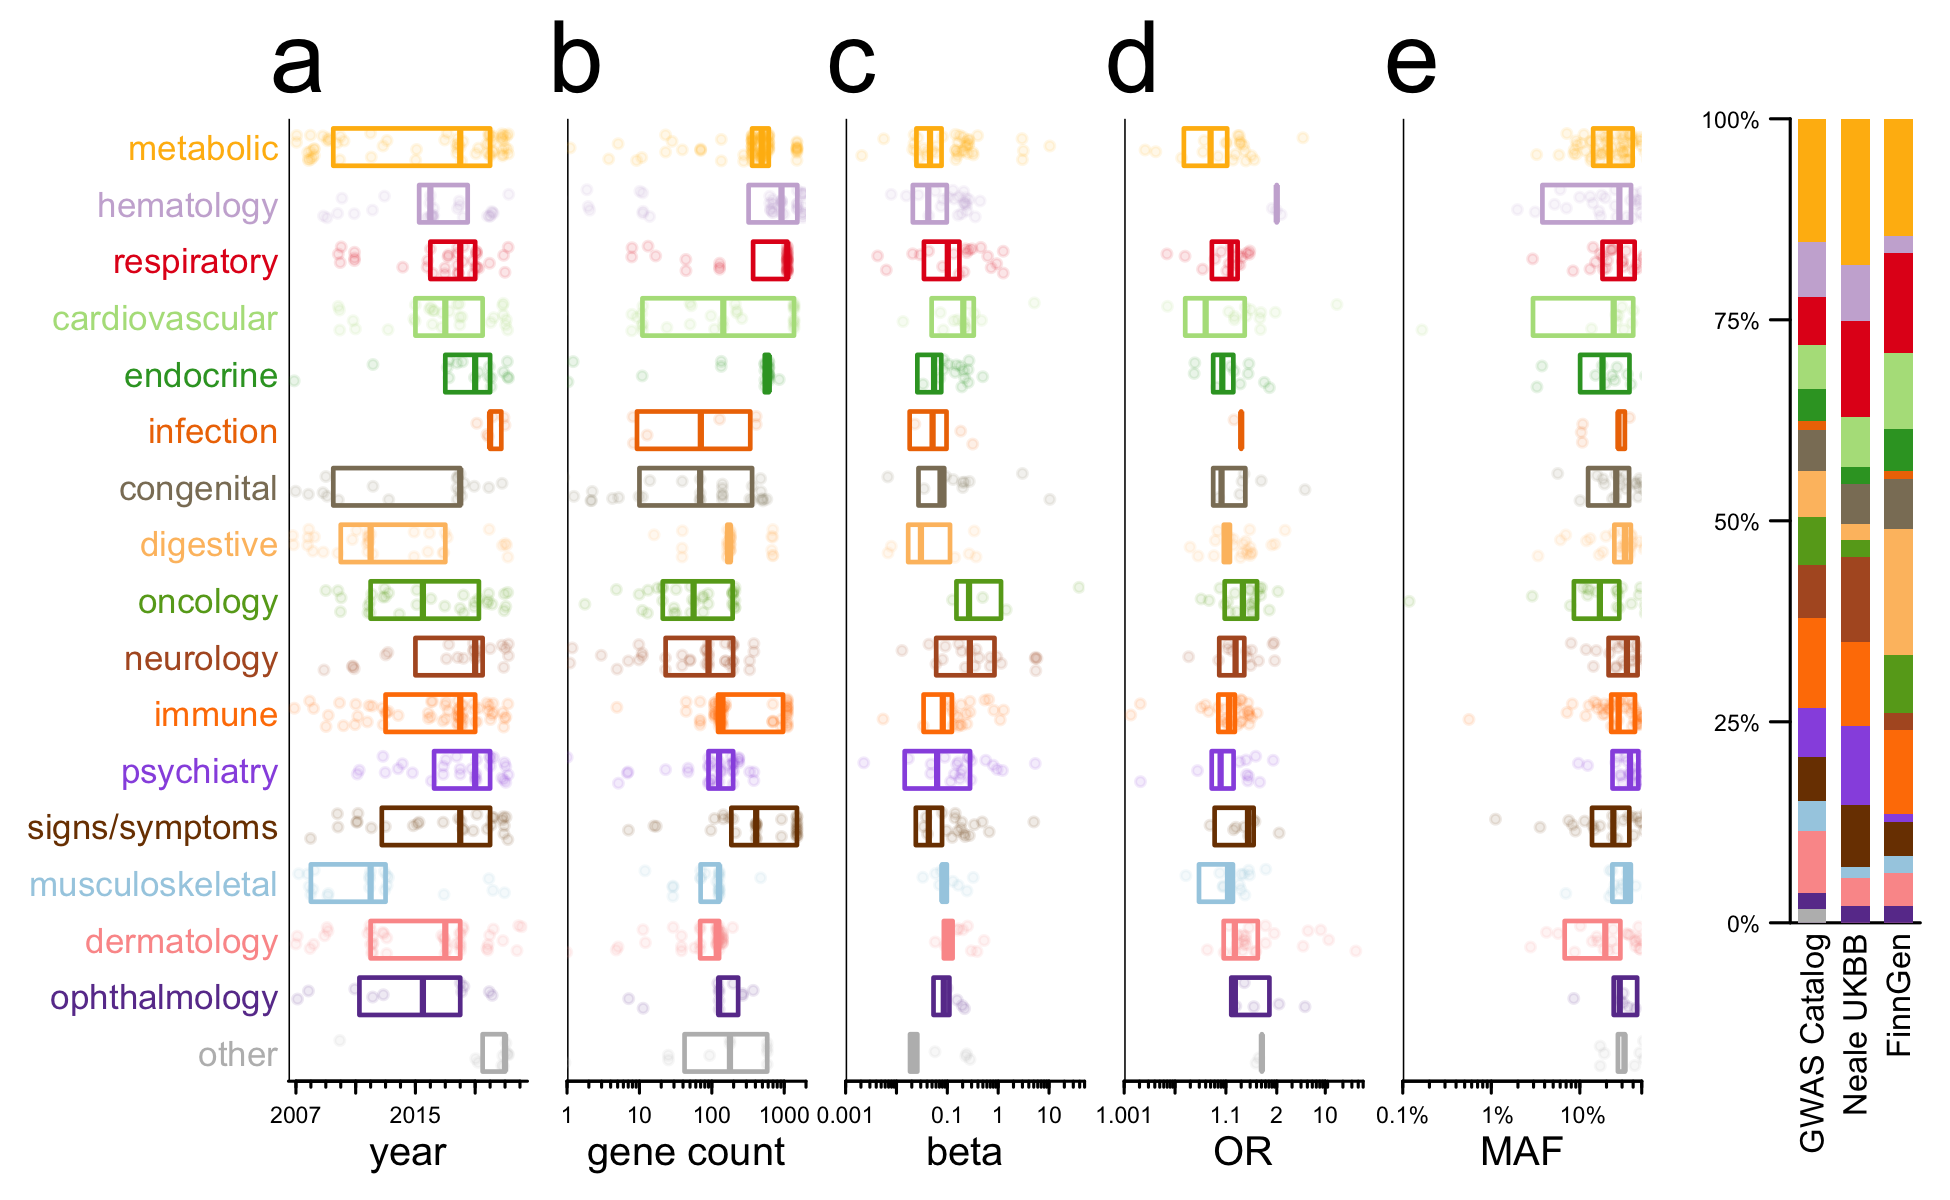 a b c d e
metabolic
hematology
respiratory
cardiovascular
endocrine
infection
congenital
digestive
oncology
neurology
immune
psychiatry
signs/symptoms
musculoskeletal
dermatology
ophthalmology
other
2007 2015
year
1 10 100 1000
gene count
0.001 0.1 1 10
beta
1.001 1.1 2 10
OR
0.1% 1% 10%
MAF
100%
75%
50%
25%
0%
GWAS Catalog
Neale UKBB
FinnGen